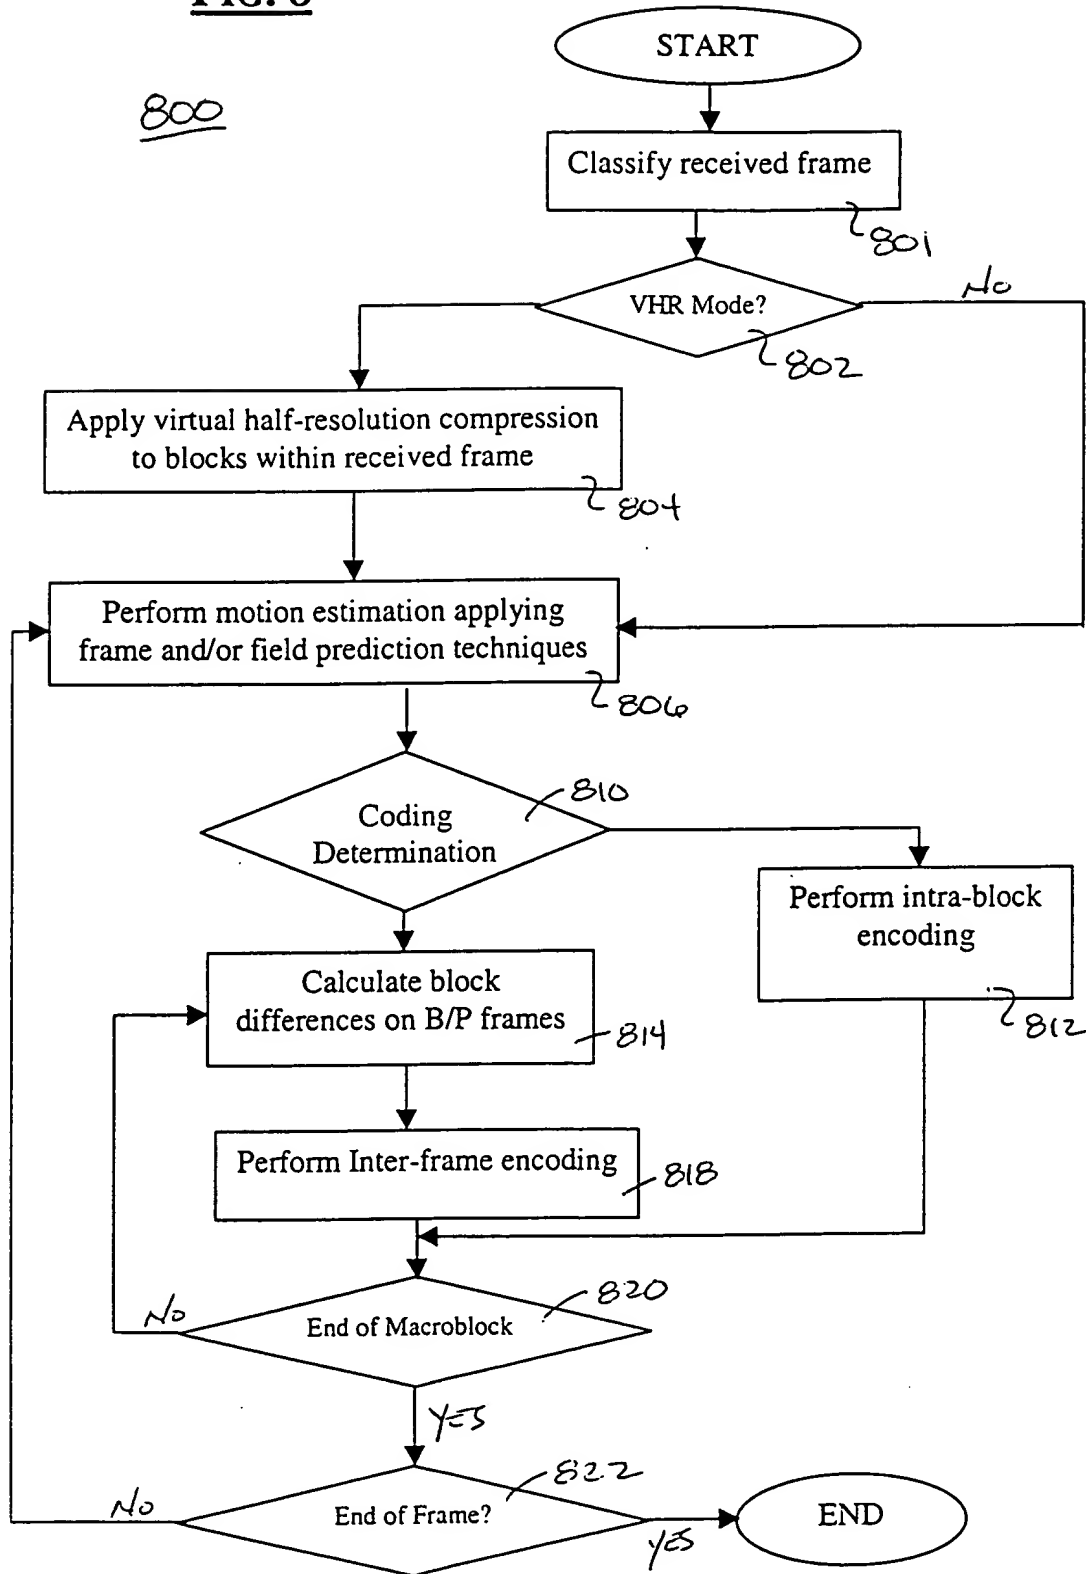 FIG. 8
START
800
Classify received frame
801
VHR Mode?
No
802
Apply virtual half-resolution compression
to blocks within received frame
804
Perform motion estimation applying
frame and/or field prediction techniques
806
810
Coding
Determination
Perform intra-block
encoding
812
Calculate block
differences on B/P frames
814
Perform Inter-frame encoding
818
820
No
End of Macroblock
YES
822
No
End of Frame?
YES
END